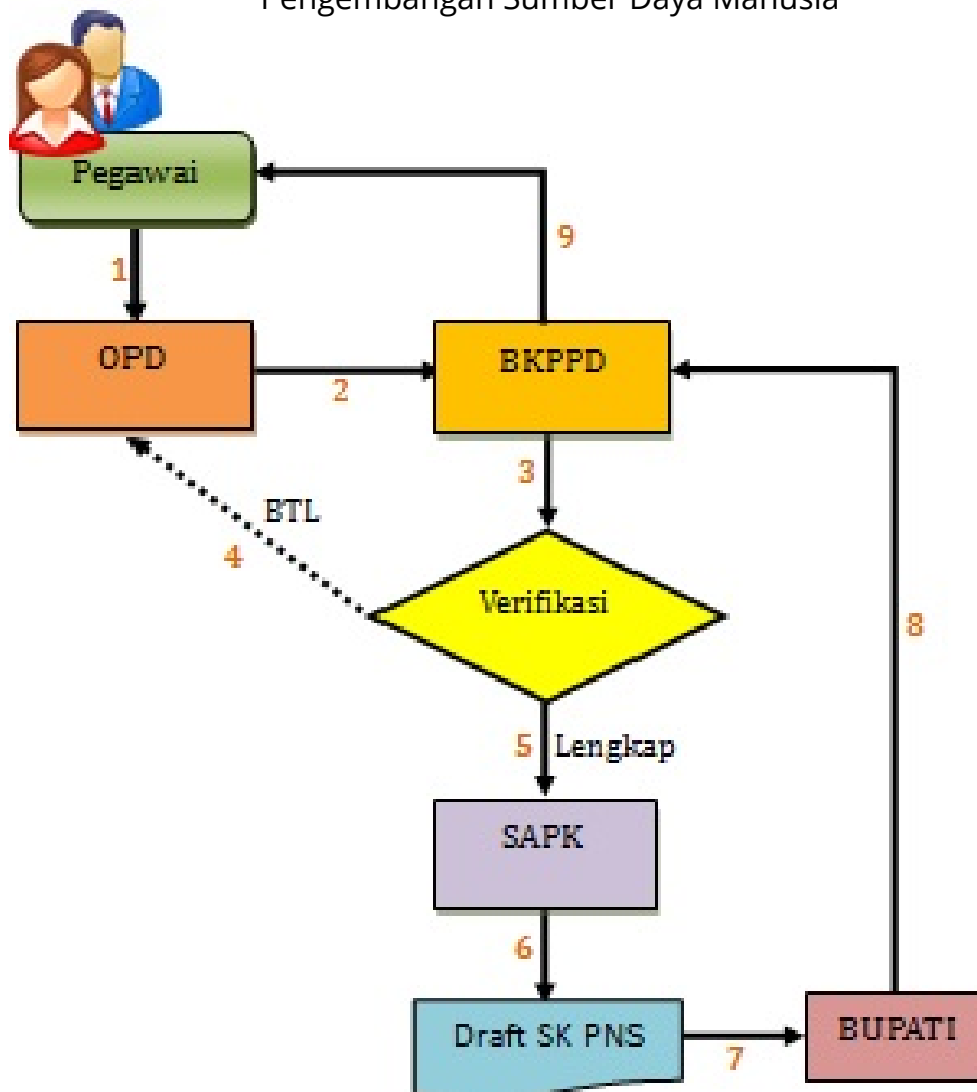 Pengembangan Sumber Daya Manusia
Pegawai
9
1
OPD
BKPPD
2
3
BTL
4
Verifikasi
8
5 Lengkap
SAPK
6
Draft SK PNS
BUPATI
7